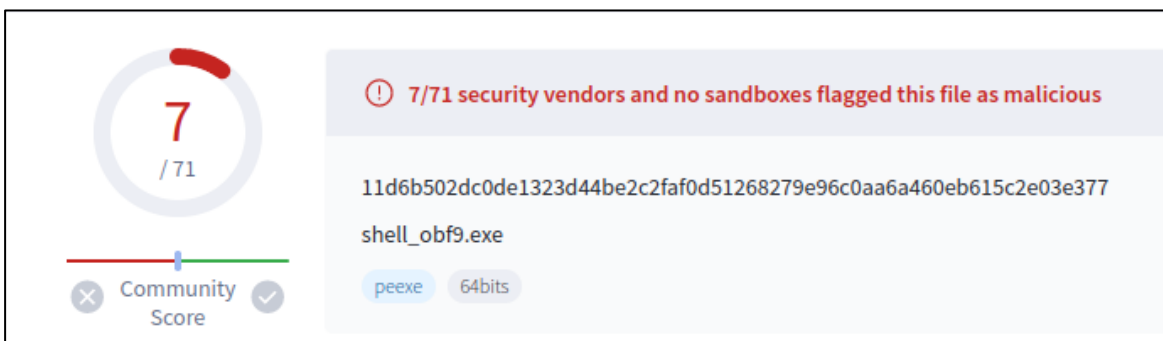 7
/ 71
Community
Score
7/71 security vendors and no sandboxes flagged this file as malicious
11d6b502dc0de1323d44be2c2faf0d51268279e96c0aa6a460eb615c2e03e377
shell_obf9.exe
peexe 64bits